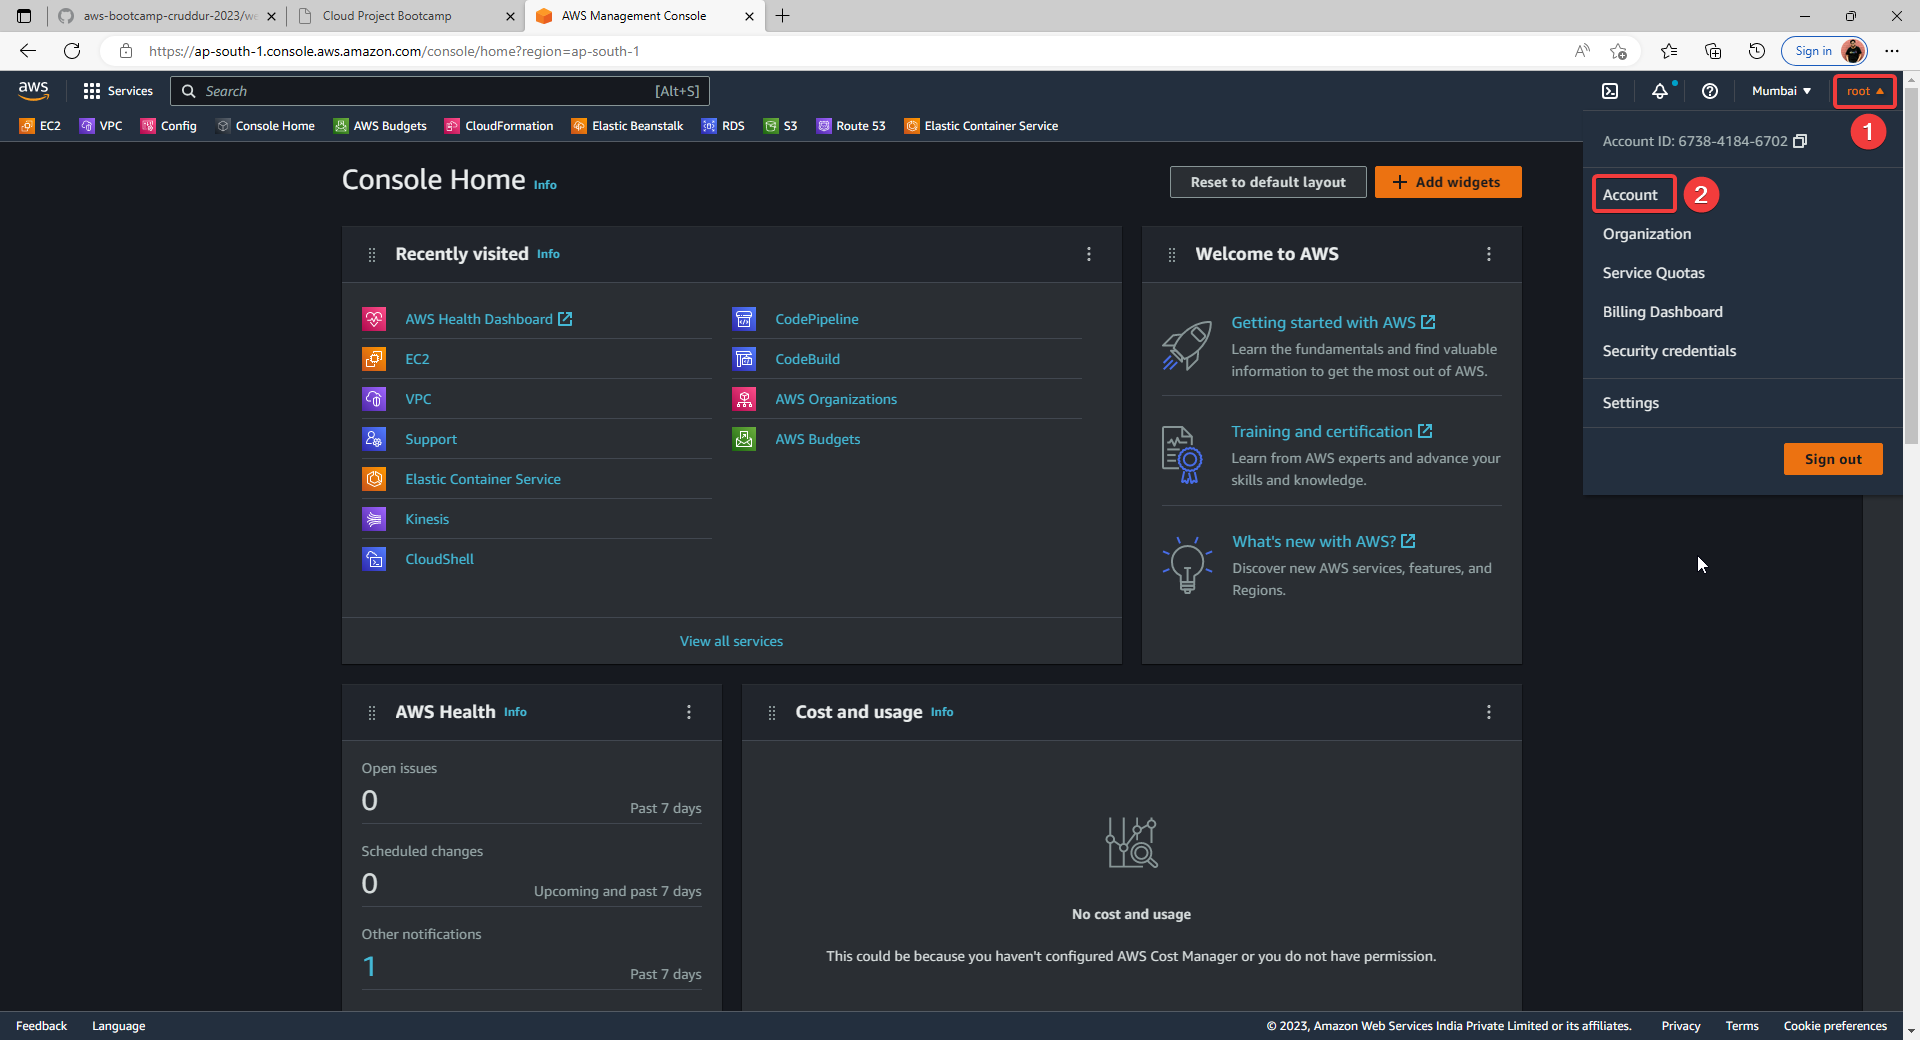 aws-bootcamp-cruddur-2023/we
Cloud Project Bootcamp
AWS Management Console
https://ap-south-1.console.aws.amazon.com/console/home?region=ap-south-1
Sign in
aws
Services
Search
[Alt+S]
Mumbai
root
EC2
VPC
Config
Console Home
AWS Budgets
CloudFormation
Elastic Beanstalk
RDS
S3
Route 53
Elastic Container Service
1
Account ID: 6738-4184-6702
Account
2
Organization
Service Quotas
Billing Dashboard
Security credentials
Settings
Sign out
Console Home Info
Reset to default layout
Add widgets
Recently visited Info
AWS Health Dashboard
EC2
VPC
Support
Elastic Container Service
Kinesis
CloudShell
CodePipeline
CodeBuild
AWS Organizations
AWS Budgets
View all services
Welcome to AWS
Getting started with AWS
Learn the fundamentals and find valuable
information to get the most out of AWS.
Training and certification
Learn from AWS experts and advance your
skills and knowledge.
What's new with AWS?
Discover new AWS services, features, and
Regions.
AWS Health Info
Open issues
0
Past 7 days
Scheduled changes
0
Upcoming and past 7 days
Other notifications
1
Past 7 days
Cost and usage Info
No cost and usage
This could be because you haven't configured AWS Cost Manager or you do not have permission.
Feedback
Language
© 2023, Amazon Web Services India Private Limited or its affiliates.
Privacy
Terms
Cookie preferences